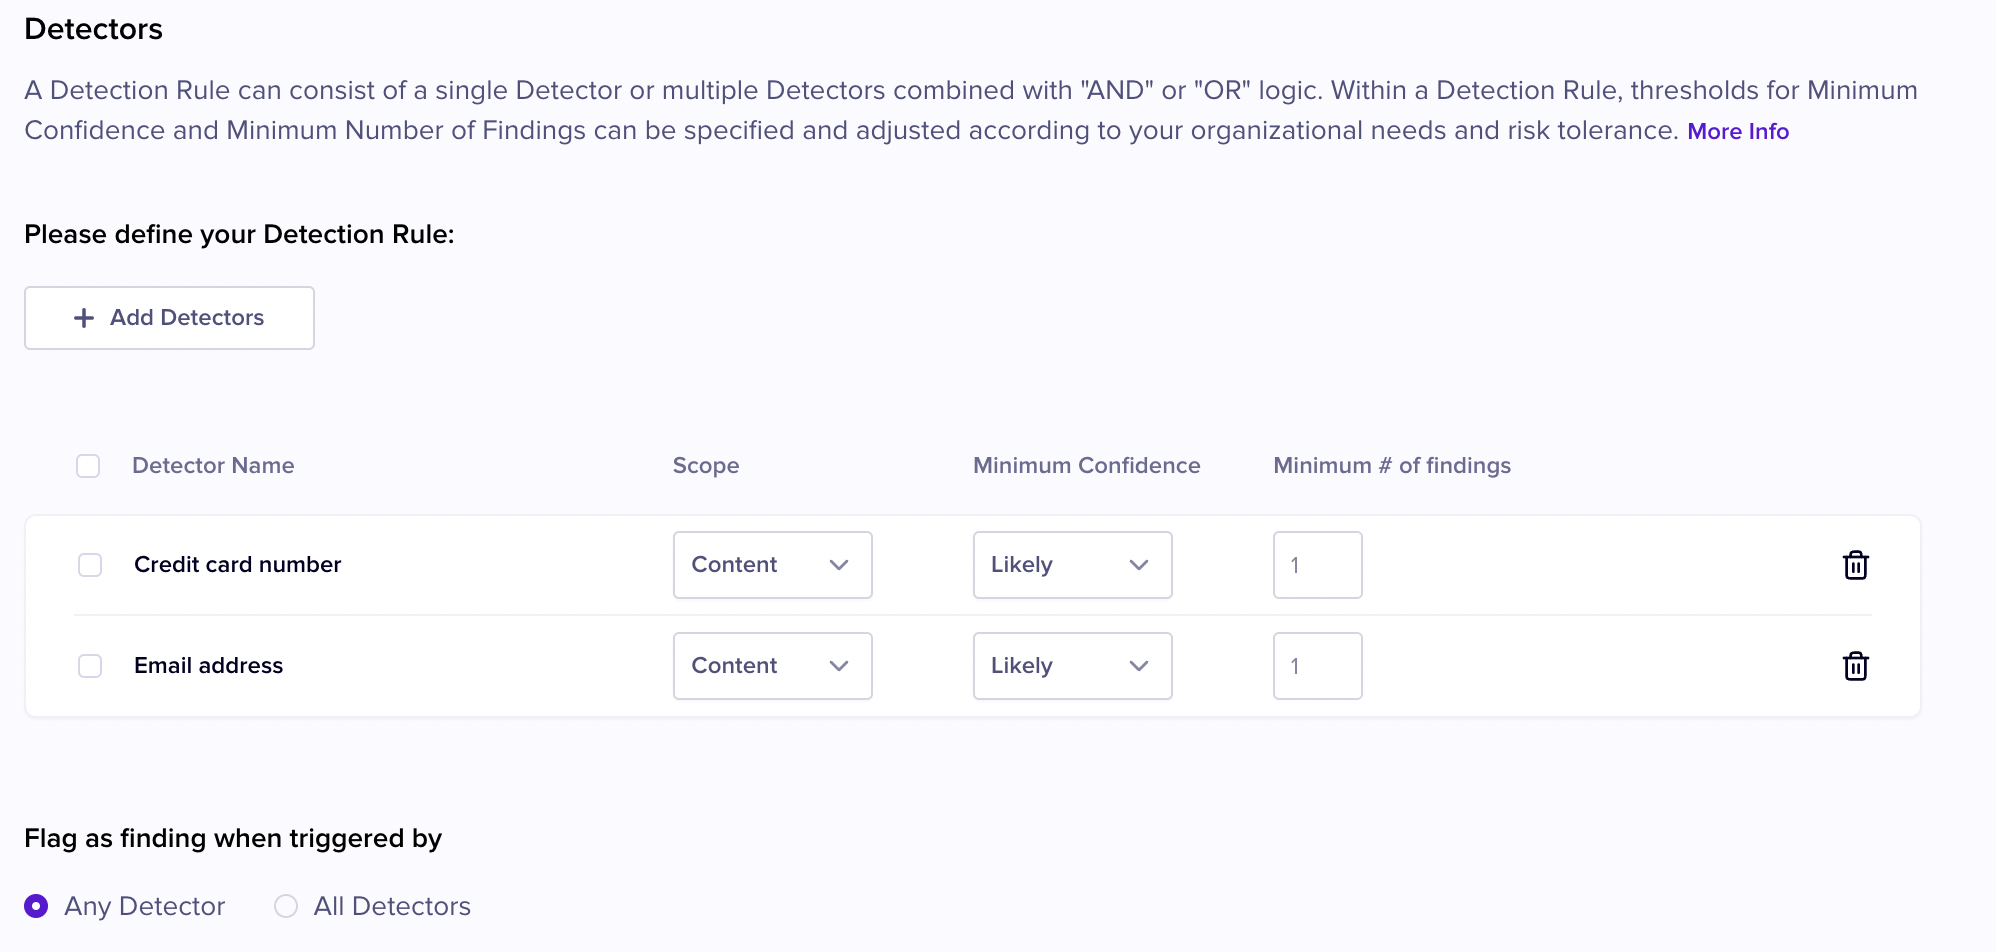 Detectors
A Detection Rule can consist of a single Detector or multiple Detectors combined with "AND" or "OR" logic. Within a Detection Rule, thresholds for Minimum
Confidence and Minimum Number of Findings can be specified and adjusted according to your organizational needs and risk tolerance. More Info
Please define your Detection Rule:
+ Add Detectors
Detector Name Scope Minimum Confidence Minimum # of findings
Credit card number Content Likely 1
Email address Content Likely 1
Flag as finding when triggered by
Any Detector All Detectors